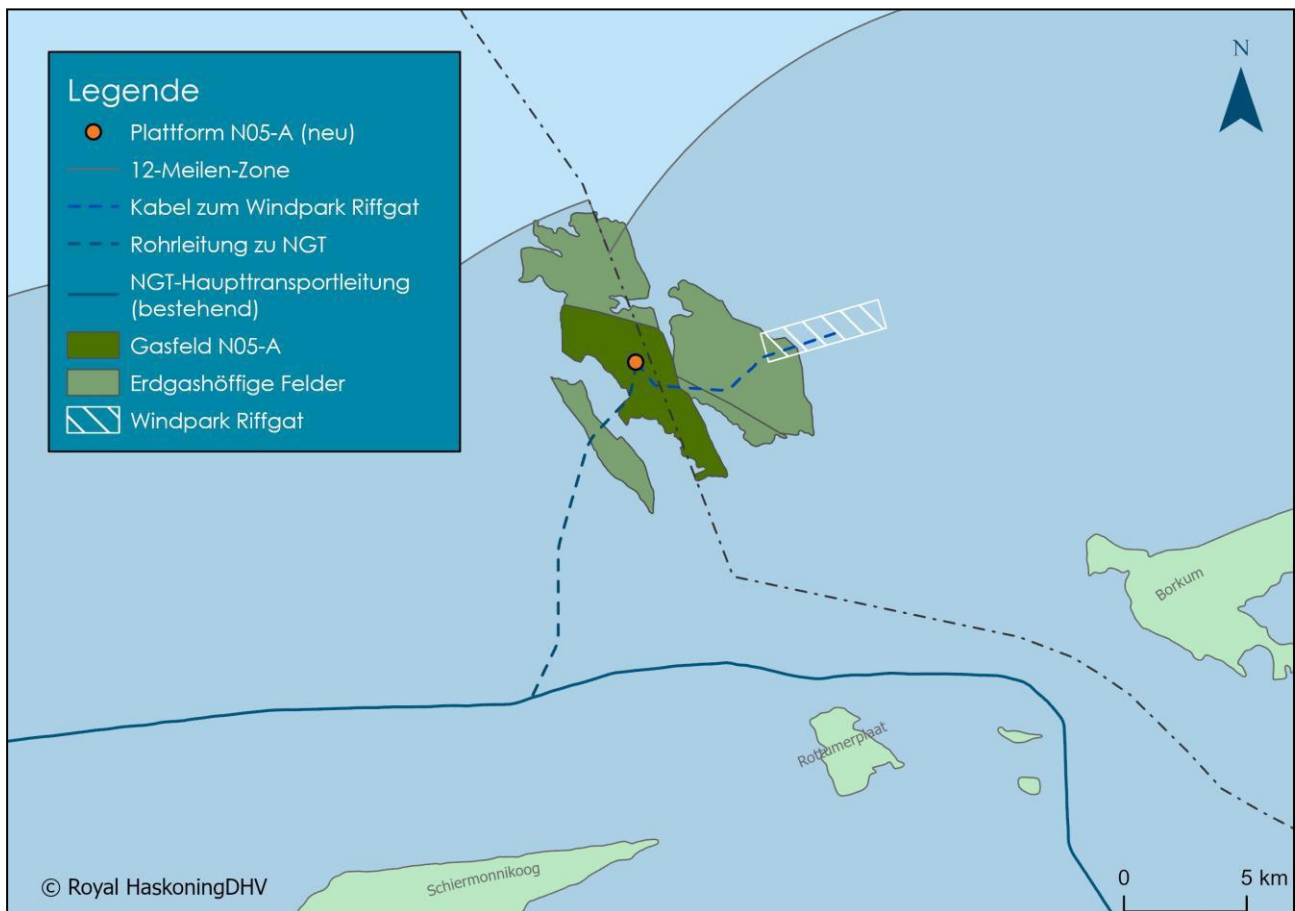 Legende
Plattform N05-A (neu)
12-Meilen-Zone
Kabel zum Windpark Riffgat
Rohrleitung zu NGT
NGT-Haupttransportleitung
(bestehend)
Gasfeld N05-A
Erdgashöffige Felder
Windpark Riffgat
N
Borkum
Rottumerplaat
Schiermonnikoog
© Royal HaskoningDHV
0 5 km